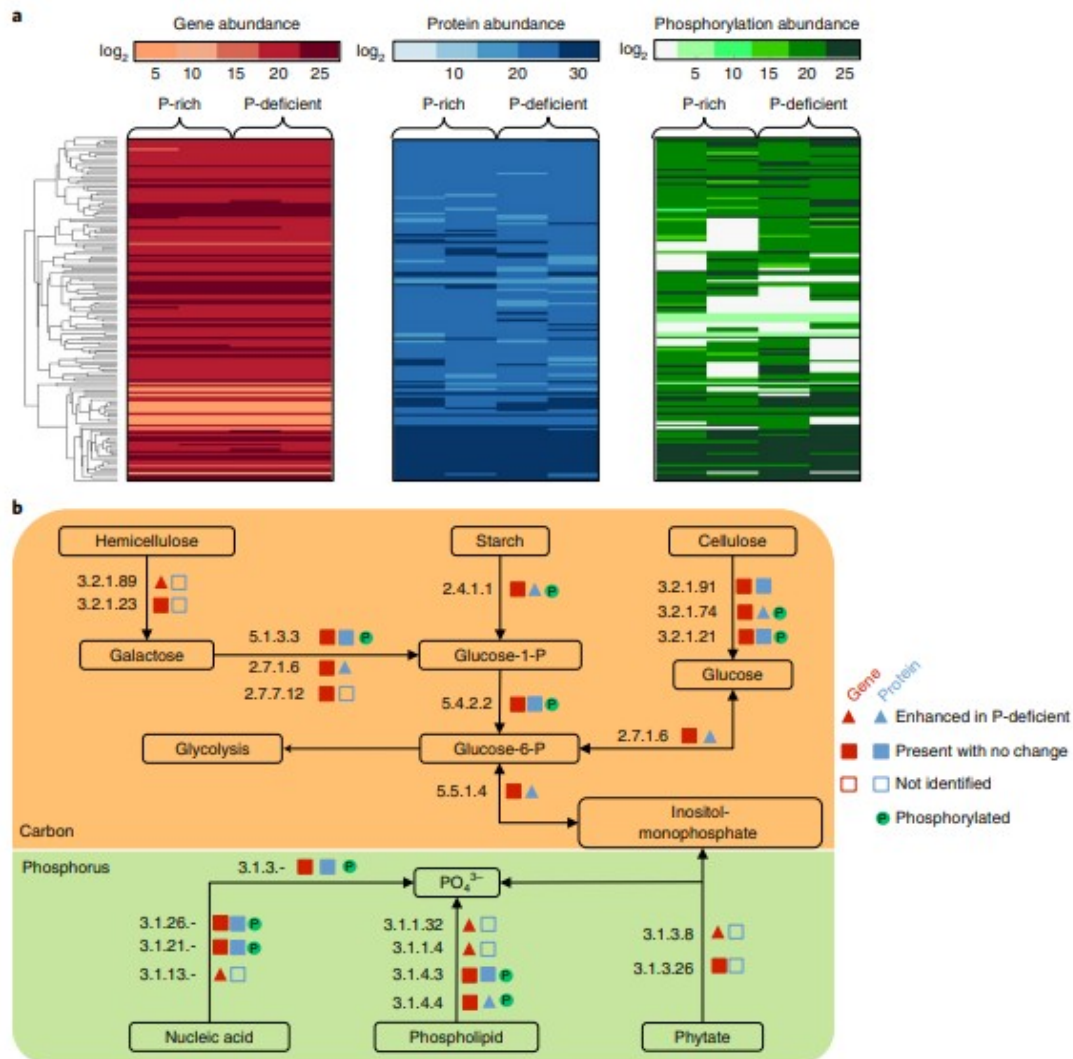 a
Gene abundance
Protein abundance
Phosphorylation abundance
log2
5 10 15 20 25
log2
10 20 30
log2
5 10 15 20 25
P-rich P-deficient
P-rich P-deficient
P-rich P-deficient
b
Hemicellulose
Starch
Cellulose
3.2.1.89
3.2.1.23
2.4.1.1
P
3.2.1.91
3.2.1.74
P
3.2.1.21
P
Galactose
5.1.3.3
P
2.7.1.6
2.7.7.12
Glucose-1-P
Glucose
5.4.2.2
P
Glycolysis
Glucose-6-P
2.7.1.6
5.5.1.4
Inositol-
monophosphate
Carbon
Gene
Protein
Enhanced in P-deficient
Present with no change
Not identified
P Phosphorylated
Phosphorus
3.1.3.-
P
PO₄³⁻
3.1.26.-
P
3.1.21.-
P
3.1.13.-
3.1.1.32
3.1.1.4
3.1.4.3
P
3.1.4.4
P
3.1.3.8
3.1.3.26
Nucleic acid
Phospholipid
Phytate